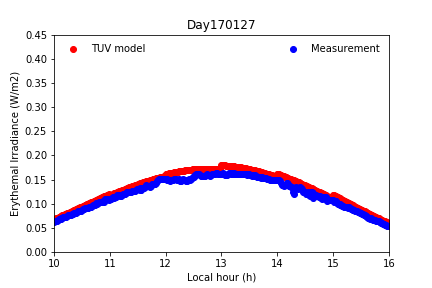 Day170127
TUV model
Measurement
Erythemal Irradiance (W/m2)
0.45
0.40
0.35
0.30
0.25
0.20
0.15
0.10
0.05
0.00
10 11 12 13 14 15 16
Local hour (h)